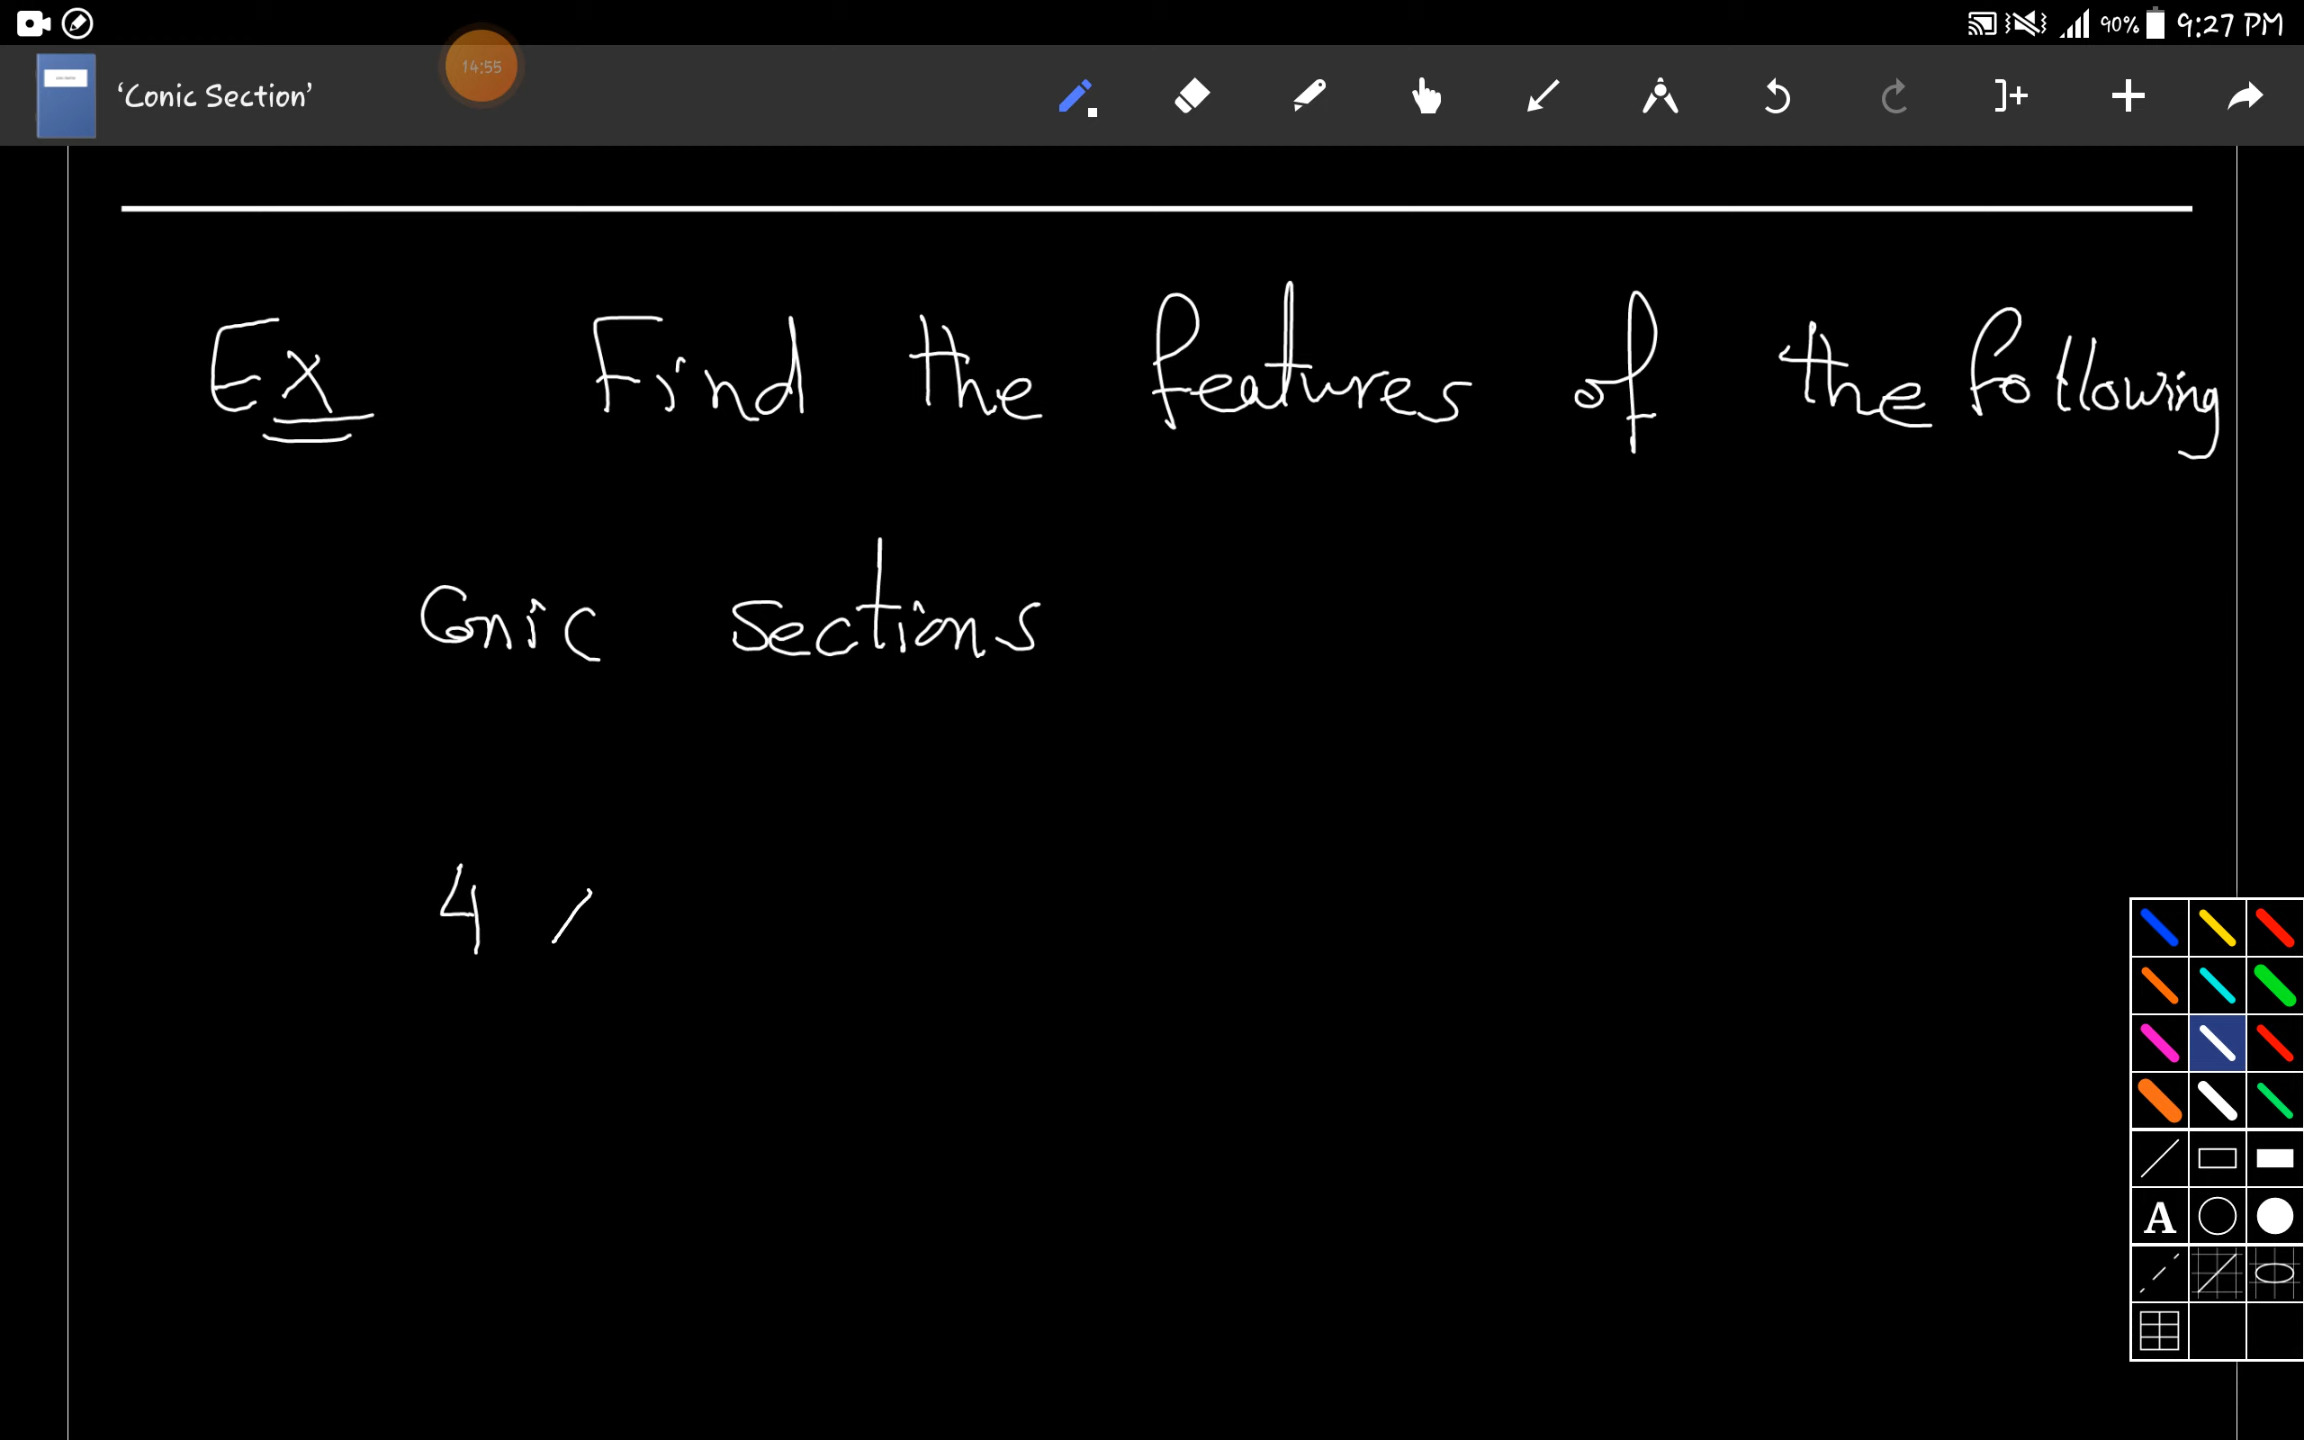 90% 9:27 PM
'Conic Section' 14:55
Ex Find the features of the following
Conic sections
4 /
A